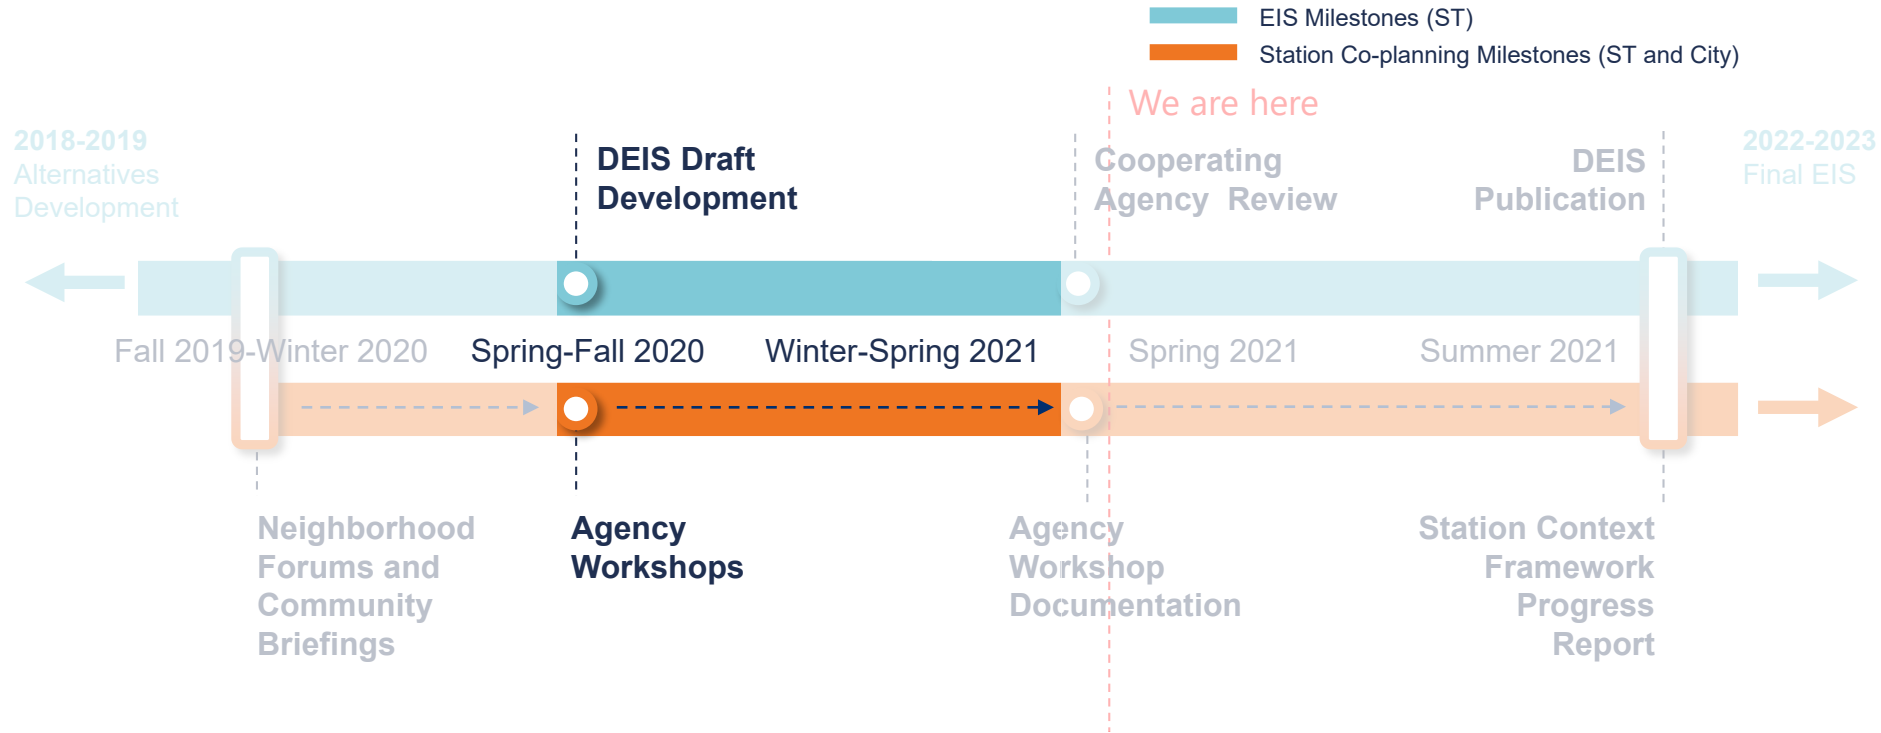 EIS Milestones (ST)
Station Co-planning Milestones (ST and City)
We are here
2018-2019
Alternatives
Development
DEIS Draft
Development
Cooperating
Agency Review
DEIS
Publication
2022-2023
Final EIS
Fall 2019-Winter 2020
Spring-Fall 2020
Winter-Spring 2021
Spring 2021
Summer 2021
Neighborhood
Forums and
Community
Briefings
Agency
Workshops
Agency
Workshop
Documentation
Station Context
Framework
Progress
Report